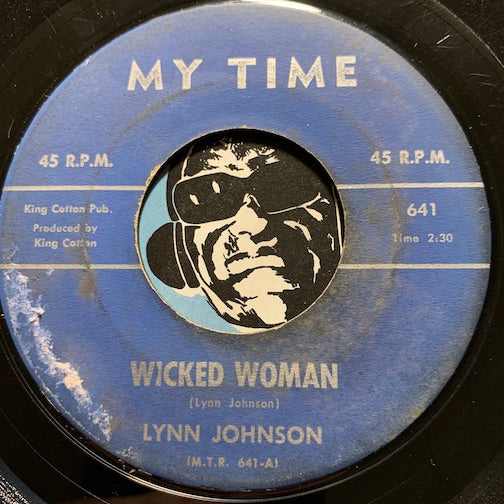 MY TIME
45 R.P.M.
45 R.P.M.
King Cotton Pub.
Produced by
King Cotton
641
Time 2:30
WICKED WOMAN
(Lynn Johnson)
LYNN JOHNSON
(M.T.R. 641-A)